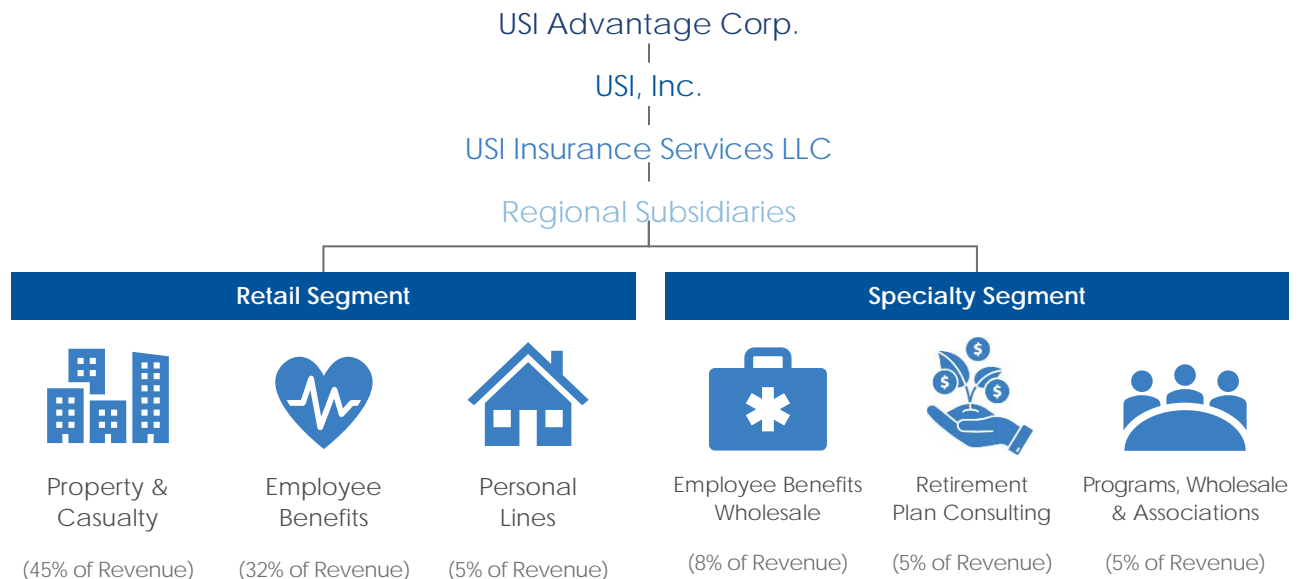 USI Advantage Corp.
USI, Inc.
USI Insurance Services LLC
Regional Subsidiaries
Retail Segment
Property &
Casualty
(45% of Revenue)
Employee
Benefits
(32% of Revenue)
Personal
Lines
(5% of Revenue)
Specialty Segment
Employee Benefits
Wholesale
(8% of Revenue)
$
$
$
Retirement
Plan Consulting
(5% of Revenue)
Programs, Wholesale
& Associations
(5% of Revenue)